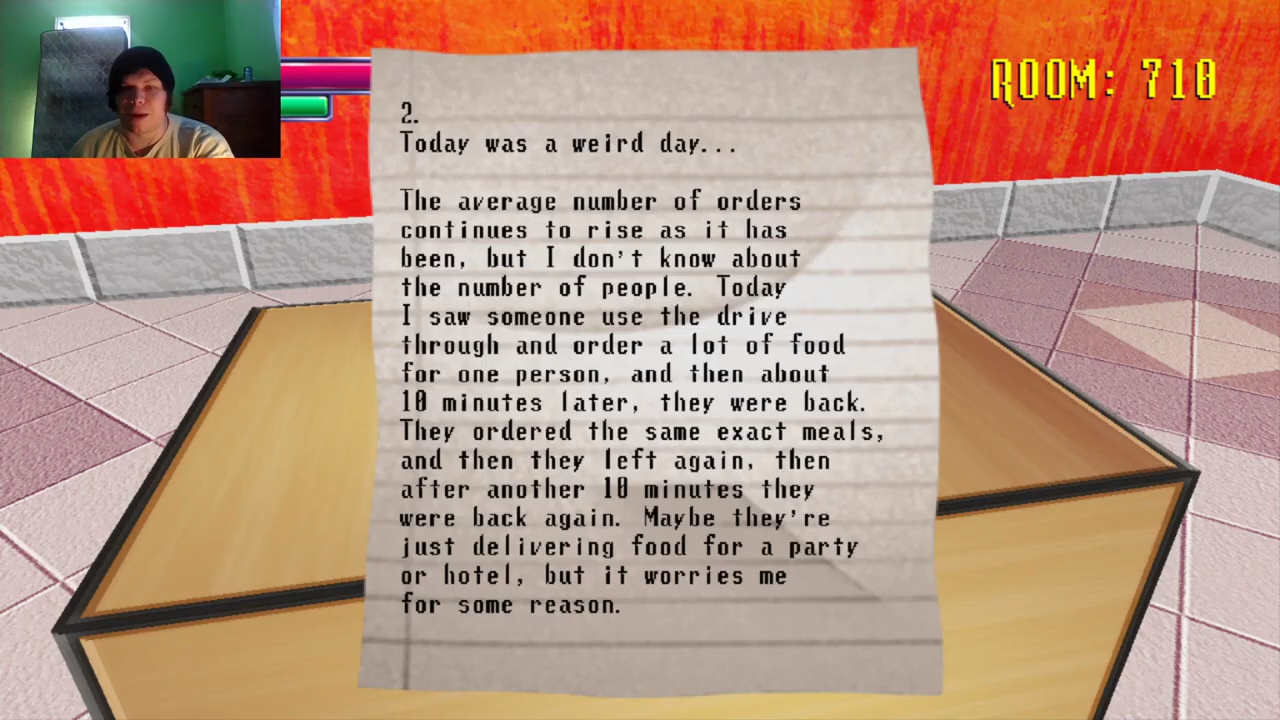 ROOM: 710
2.
Today was a weird day...
The average number of orders
continues to rise as it has
been, but I don't know about
the number of people. Today
I saw someone use the drive
through and order a lot of food
for one person, and then about
10 minutes later, they were back.
They ordered the same exact meals,
and then they left again, then
after another 10 minutes they
were back again. Maybe they're
just delivering food for a party
or hotel, but it worries me
for some reason.